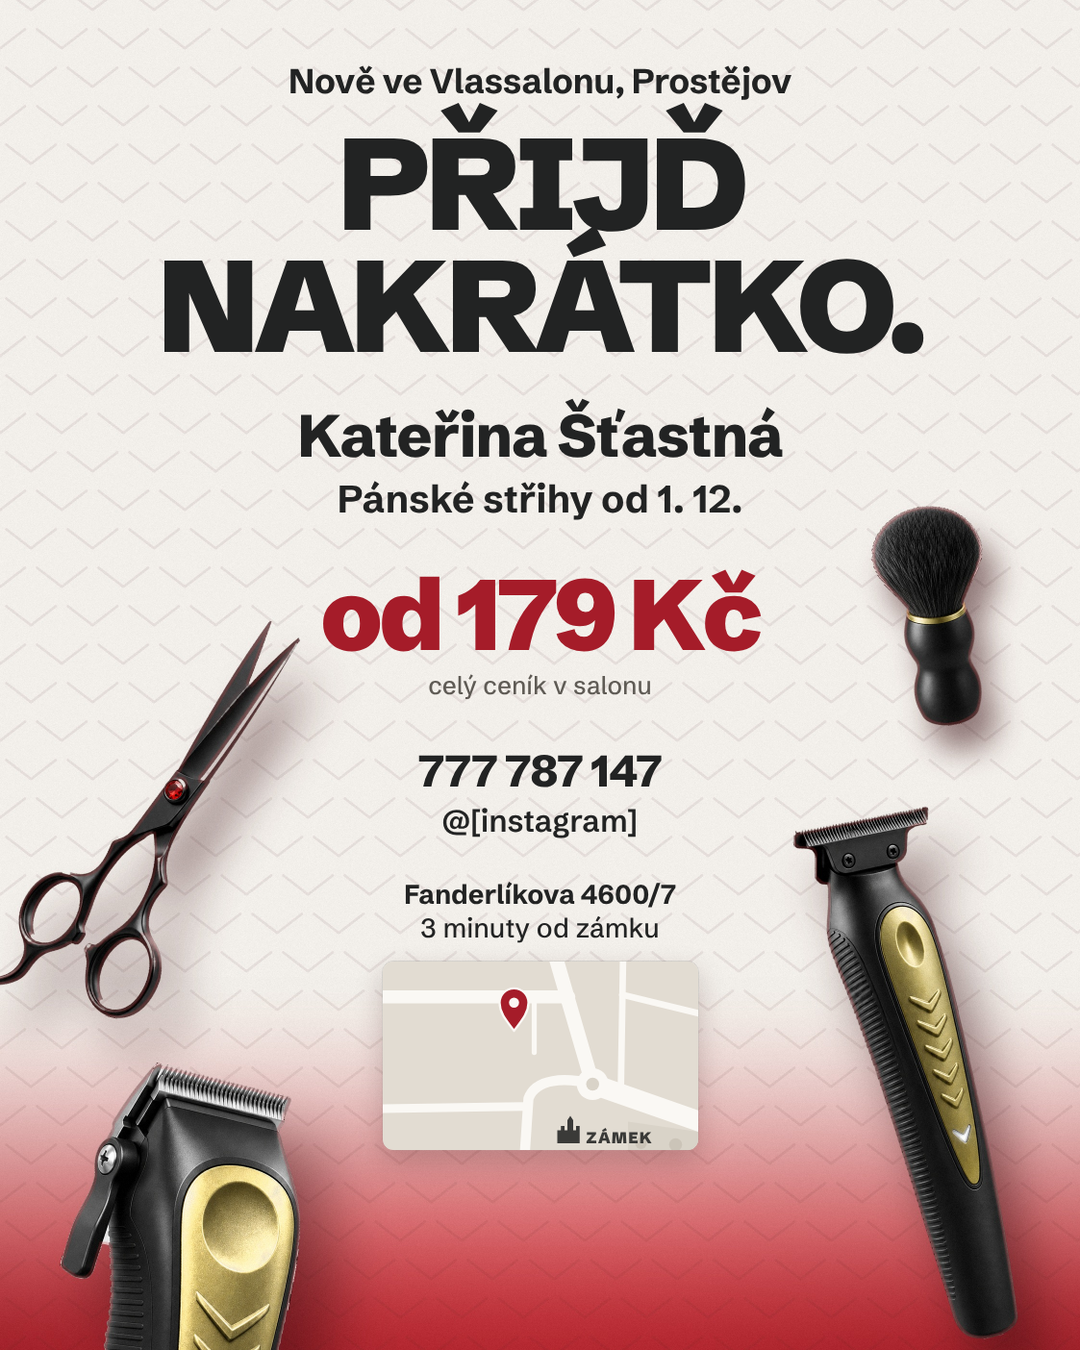 Nově ve Vlassalonu, Prostějov
PŘIJĎ
NAKRÁTKO.
Kateřina Šťastná
Pánské střihy od 1. 12.
od 179 Kč
celý ceník v salonu
777 787 147
@[instagram]
Fanderlíkova 4600/7
3 minuty od zámku
ZÁMEK